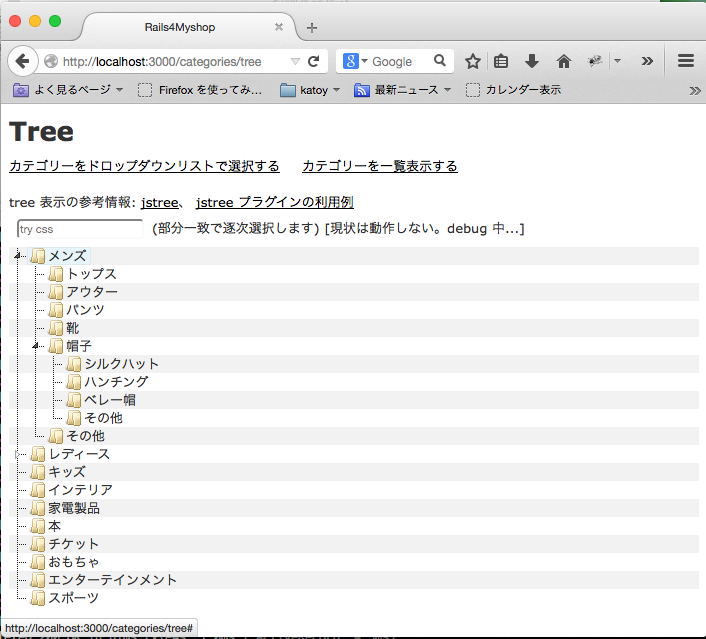 Rails4Myshop
http://localhost:3000/categories/tree
Google
よく見るページ Firefox を使ってみ... katoy 最新ニュース カレンダー表示
Tree
カテゴリーをドロップダウンリストで選択する カテゴリーを一覧表示する
tree 表示の参考情報: jstree、 jstree プラグインの利用例
try css (部分一致で逐次選択します) [現状は動作しない。debug 中...]
メンズ
トップス
アウター
パンツ
靴
帽子
シルクハット
ハンチング
ベレー帽
その他
その他
レディース
キッズ
インテリア
家電製品
本
チケット
おもちゃ
エンターテインメント
スポーツ
http://localhost:3000/categories/tree#